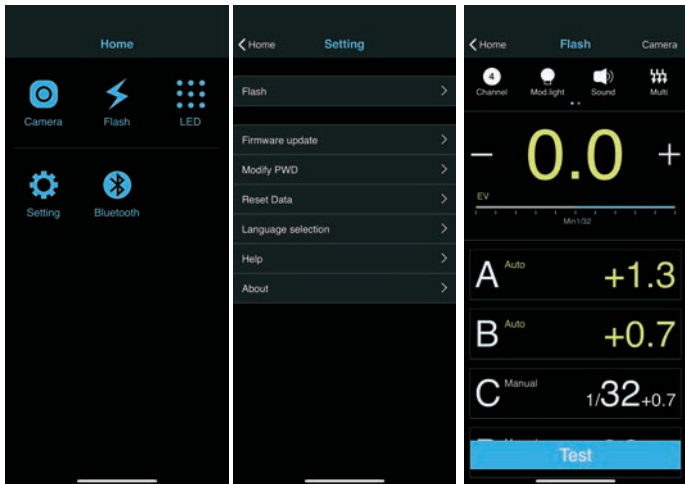 Home
Camera
Flash
LED
Setting
Bluetooth
Home
Setting
Flash
Firmware update
Modify PWD
Reset Data
Language selection
Help
About
Home
Flash
Camera
4
Channel
Mod.light
Sound
Multi
− 0.0 +
EV
Min1/32
A Auto +1.3
B Auto +0.7
C Manual 1/32+0.7
Test